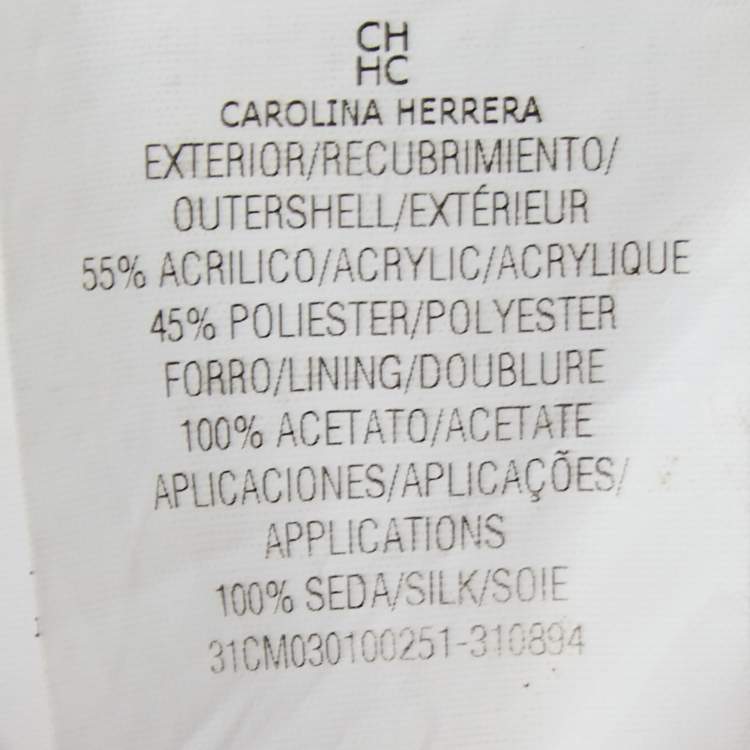 CH
HC
CAROLINA HERRERA
EXTERIOR/RECUBRIMIENTO/
OUTERSHELL/EXTÉRIEUR
55% ACRILICO/ACRYLIC/ACRYLIQUE
45% POLIESTER/POLYESTER
FORRO/LINING/DOUBLURE
100% ACETATO/ACETATE
APLICACIONES/APLICAÇÕES/
APPLICATIONS
100% SEDA/SILK/SOIE
31CM030100251-310894